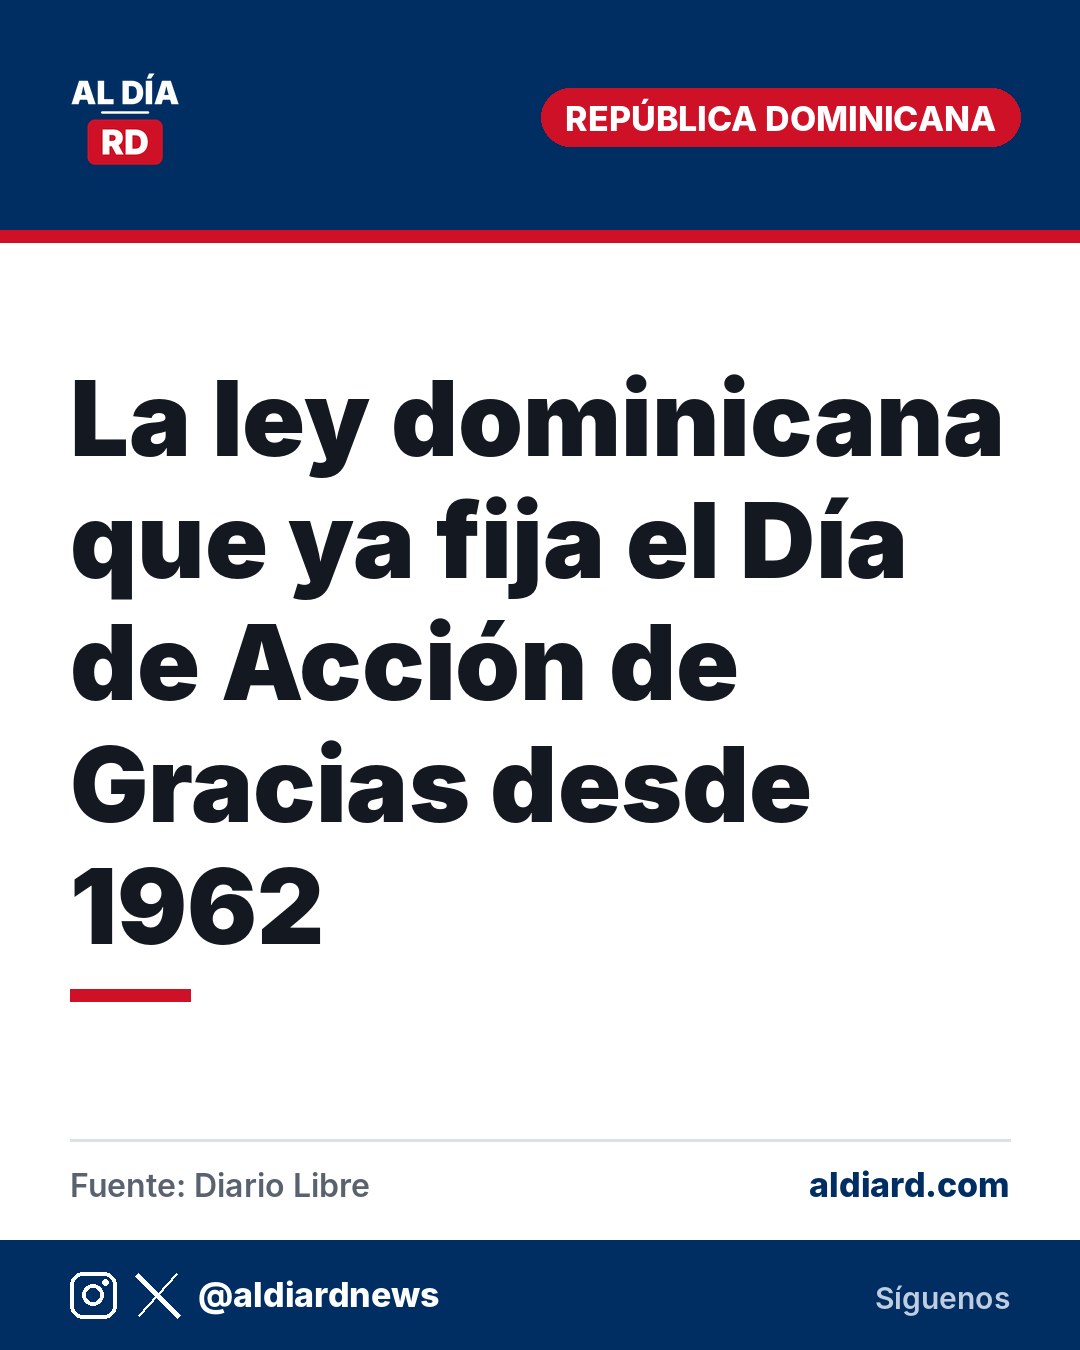 AL DÍA
RD
REPÚBLICA DOMINICANA
La ley dominicana
que ya fija el Día
de Acción de
Gracias desde
1962
Fuente: Diario Libre
aldiard.com
@aldiardnews
Síguenos